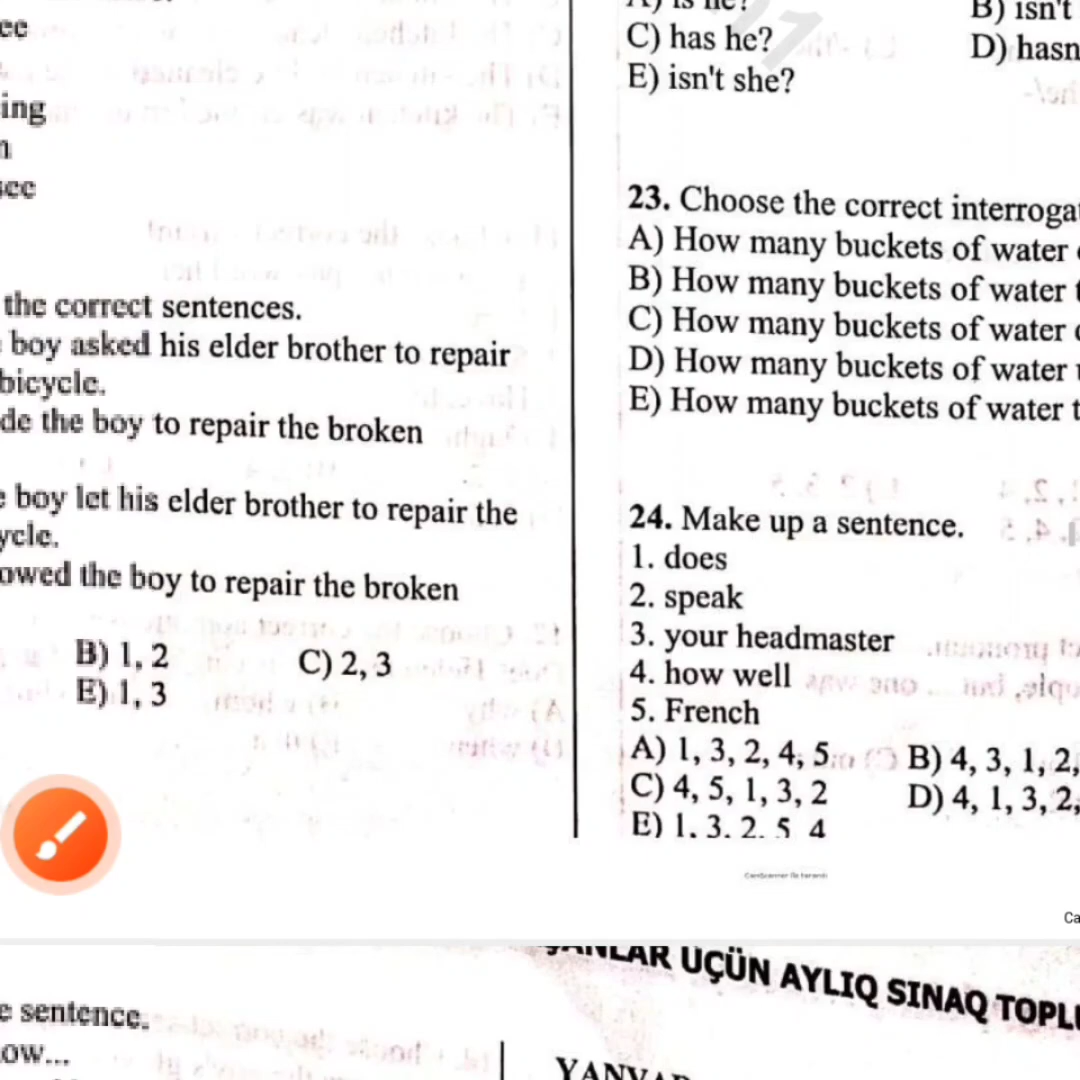 ing
the correct sentences.
boy asked his elder brother to repair
bicycle.
de the boy to repair the broken
boy let his elder brother to repair the
ycle.
owed the boy to repair the broken
B) 1, 2
C) 2, 3
E) 1, 3
B) isn't
C) has he?
D) hasn
E) isn't she?
23. Choose the correct interrogat
A) How many buckets of water
B) How many buckets of water t
C) How many buckets of water
D) How many buckets of water
E) How many buckets of water t
24. Make up a sentence.
1. does
2. speak
3. your headmaster
4. how well
5. French
A) 1, 3, 2, 4, 5
B) 4, 3, 1, 2,
C) 4, 5, 1, 3, 2
D) 4, 1, 3, 2,
E) 1, 3, 2, 5, 4
Ca
ŞANLAR ÜÇÜN AYLIQ SINAQ TOPLU
e sentence.
ow...
YANVAR